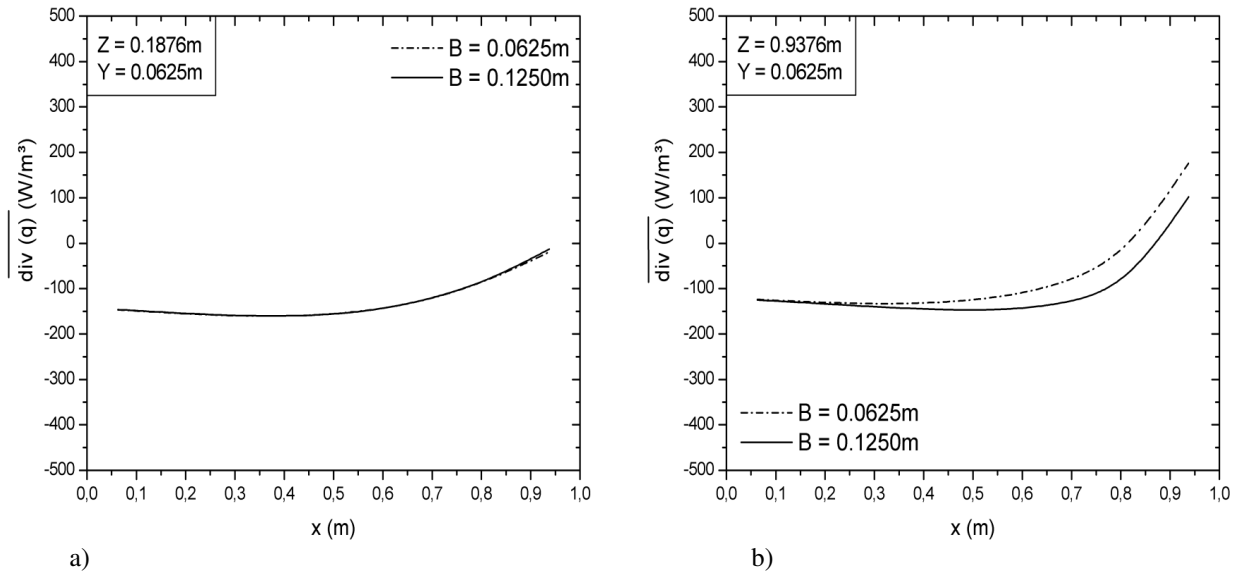 500
400
300
200
100
0
-100
-200
-300
-400
-500
div (q) (W/m³)
Z = 0.1876m
Y = 0.0625m
B = 0.0625m
B = 0.1250m
0,0 0,1 0,2 0,3 0,4 0,5 0,6 0,7 0,8 0,9 1,0
x (m)
a)
500
400
300
200
100
0
-100
-200
-300
-400
-500
div (q) (W/m³)
Z = 0.9376m
Y = 0.0625m
B = 0.0625m
B = 0.1250m
0,0 0,1 0,2 0,3 0,4 0,5 0,6 0,7 0,8 0,9 1,0
x (m)
b)